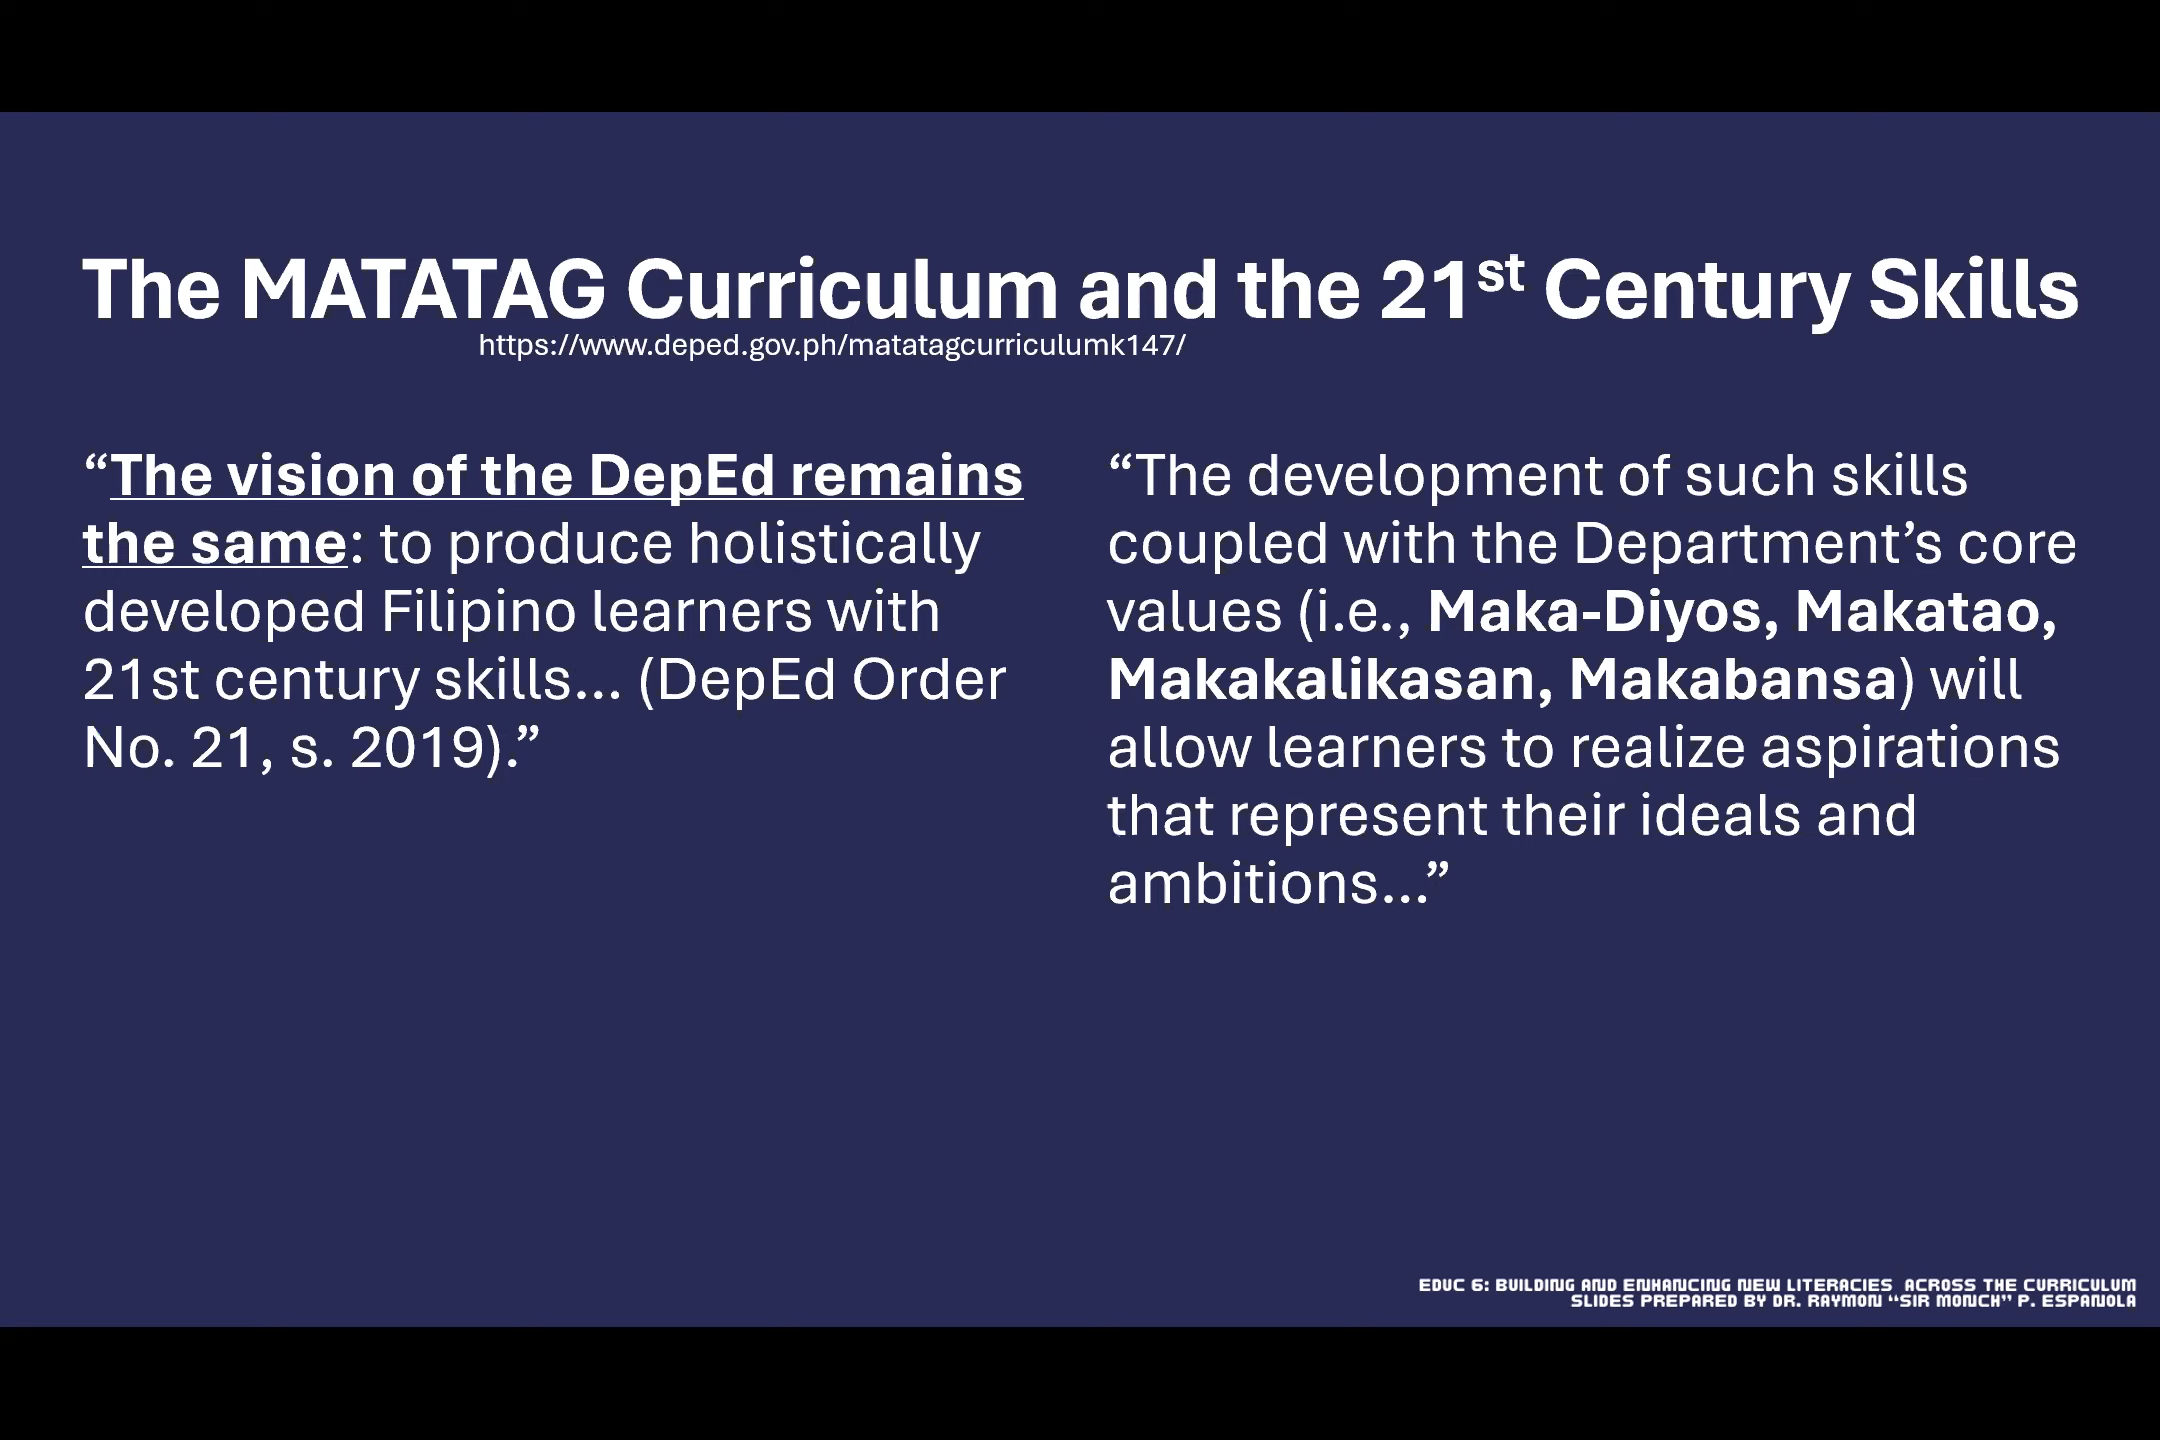 The MATATAG Curriculum and the 21st Century Skills
https://www.deped.gov.ph/matatagcurriculumk147/
“The vision of the DepEd remains
the same: to produce holistically
developed Filipino learners with
21st century skills... (DepEd Order
No. 21, s. 2019).”
“The development of such skills
coupled with the Department’s core
values (i.e., Maka-Diyos, Makatao,
Makakalikasan, Makabansa) will
allow learners to realize aspirations
that represent their ideals and
ambitions...”
EDUC 6: BUILDING AND ENHANCING NEW LITERACIES ACROSS THE CURRICULUM
SLIDES PREPARED BY DR. RAYMON “SIR MONCH” P. ESPANOLA